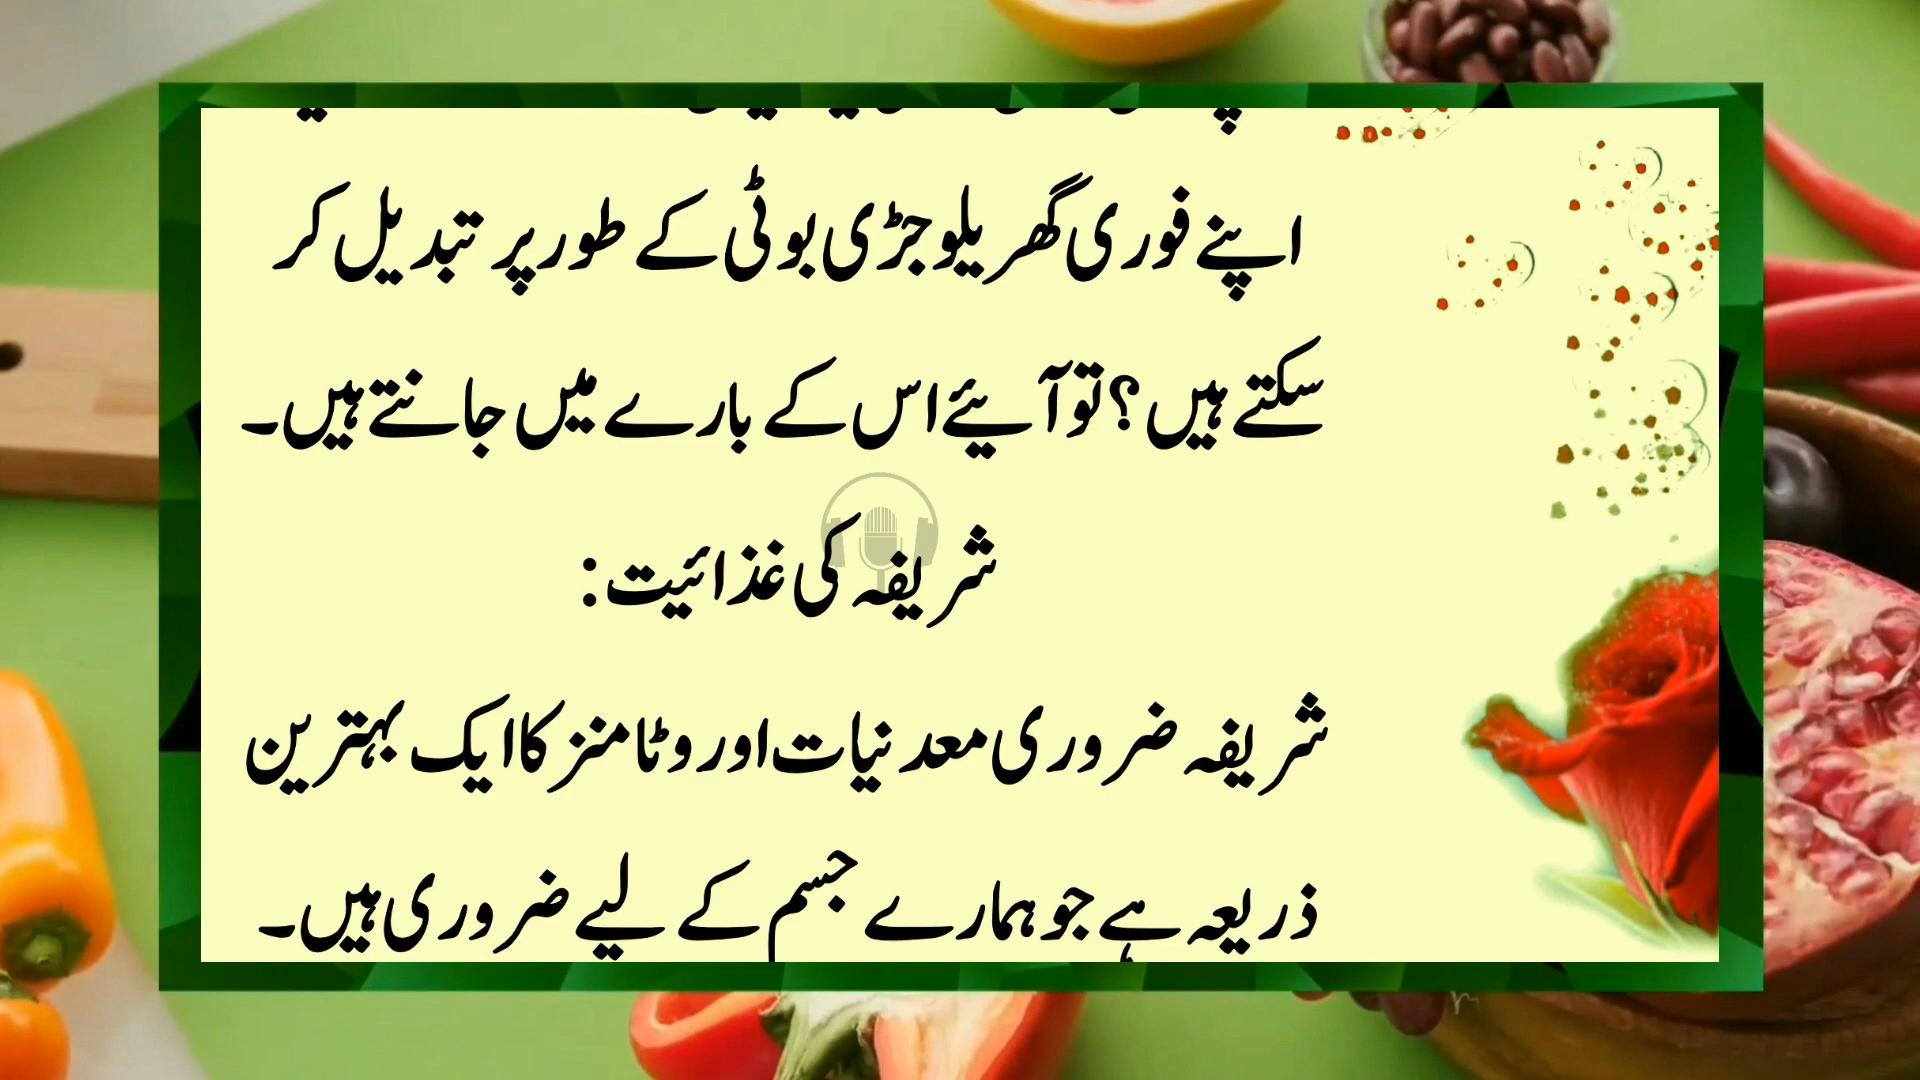 اپنے فوری گھریلو جڑی بوٹی کے طور پر تبدیل کر
سکتے ہیں؟ تو آیئے اس کے بارے میں جانتے ہیں۔
شریفہ کی غذائیت:
شریفہ ضروری معدنیات اور وٹامنز کا ایک بہترین
ذریعہ ہے جو ہمارے جسم کے لیے ضروری ہیں۔